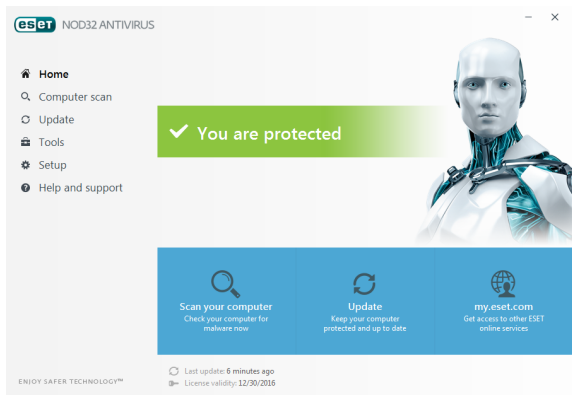 eset NOD32 ANTIVIRUS
Home
Computer scan
Update
Tools
Setup
Help and support
You are protected
Scan your computer
Check your computer for
malware now
Update
Keep your computer
protected and up to date
my.eset.com
Get access to other ESET
online services
Last update: 6 minutes ago
License validity: 12/30/2016
ENJOY SAFER TECHNOLOGY™